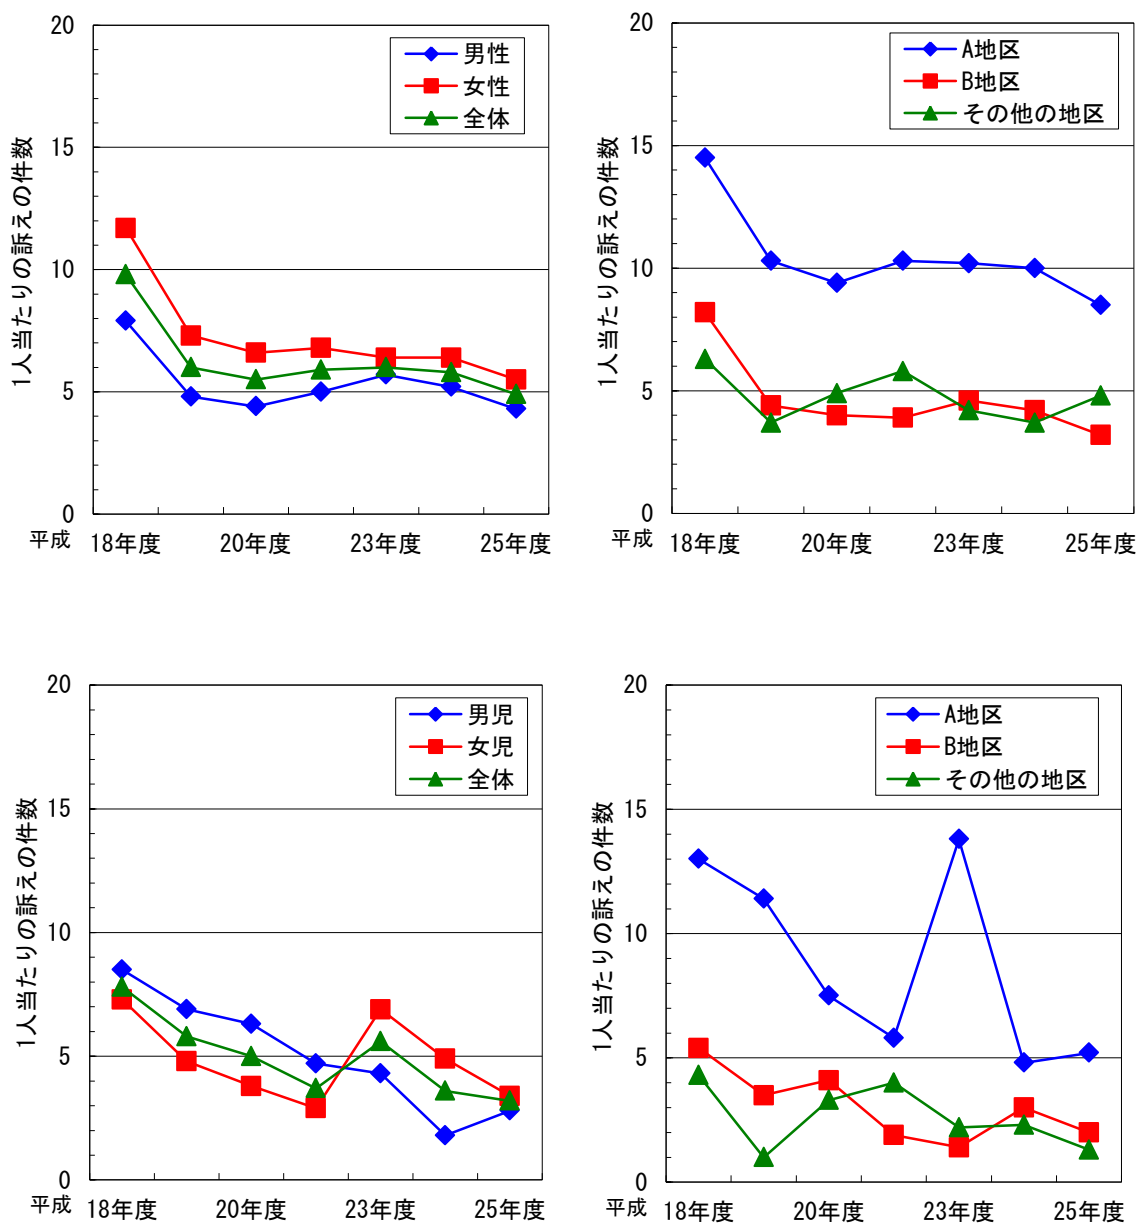 20
15
10
5
0
1人当たりの訴えの件数
男性
女性
全体
平成
18年度
20年度
23年度
25年度
20
15
10
5
0
1人当たりの訴えの件数
A地区
B地区
その他の地区
平成
18年度
20年度
23年度
25年度
20
15
10
5
0
1人当たりの訴えの件数
男児
女児
全体
平成
18年度
20年度
23年度
25年度
20
15
10
5
0
1人当たりの訴えの件数
A地区
B地区
その他の地区
平成
18年度
20年度
23年度
25年度